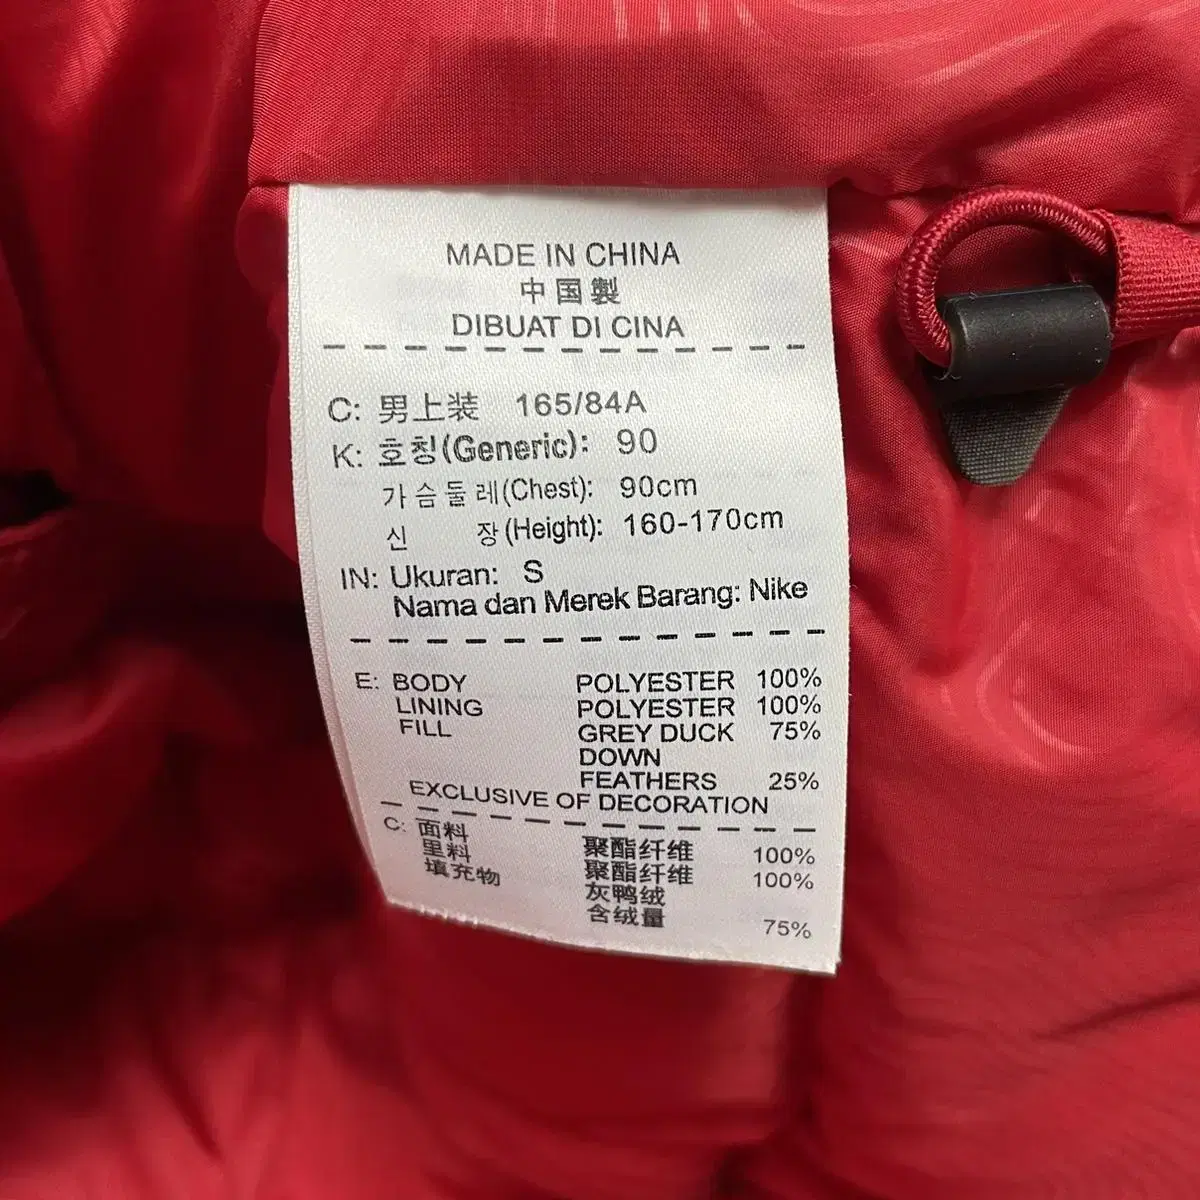 MADE IN CHINA
中国製
DIBUAT DI CINA
C: 男上装 165/84A
K: 호칭(Generic): 90
가슴둘레(Chest): 90cm
신 장(Height): 160-170cm
IN: Ukuran: S
Nama dan Merek Barang: Nike
E: BODY POLYESTER 100%
LINING POLYESTER 100%
FILL GREY DUCK 75%
DOWN
FEATHERS 25%
EXCLUSIVE OF DECORATION
C: 面料 聚酯纤维 100%
里料 聚酯纤维 100%
填充物 灰鸭绒
含绒量 75%